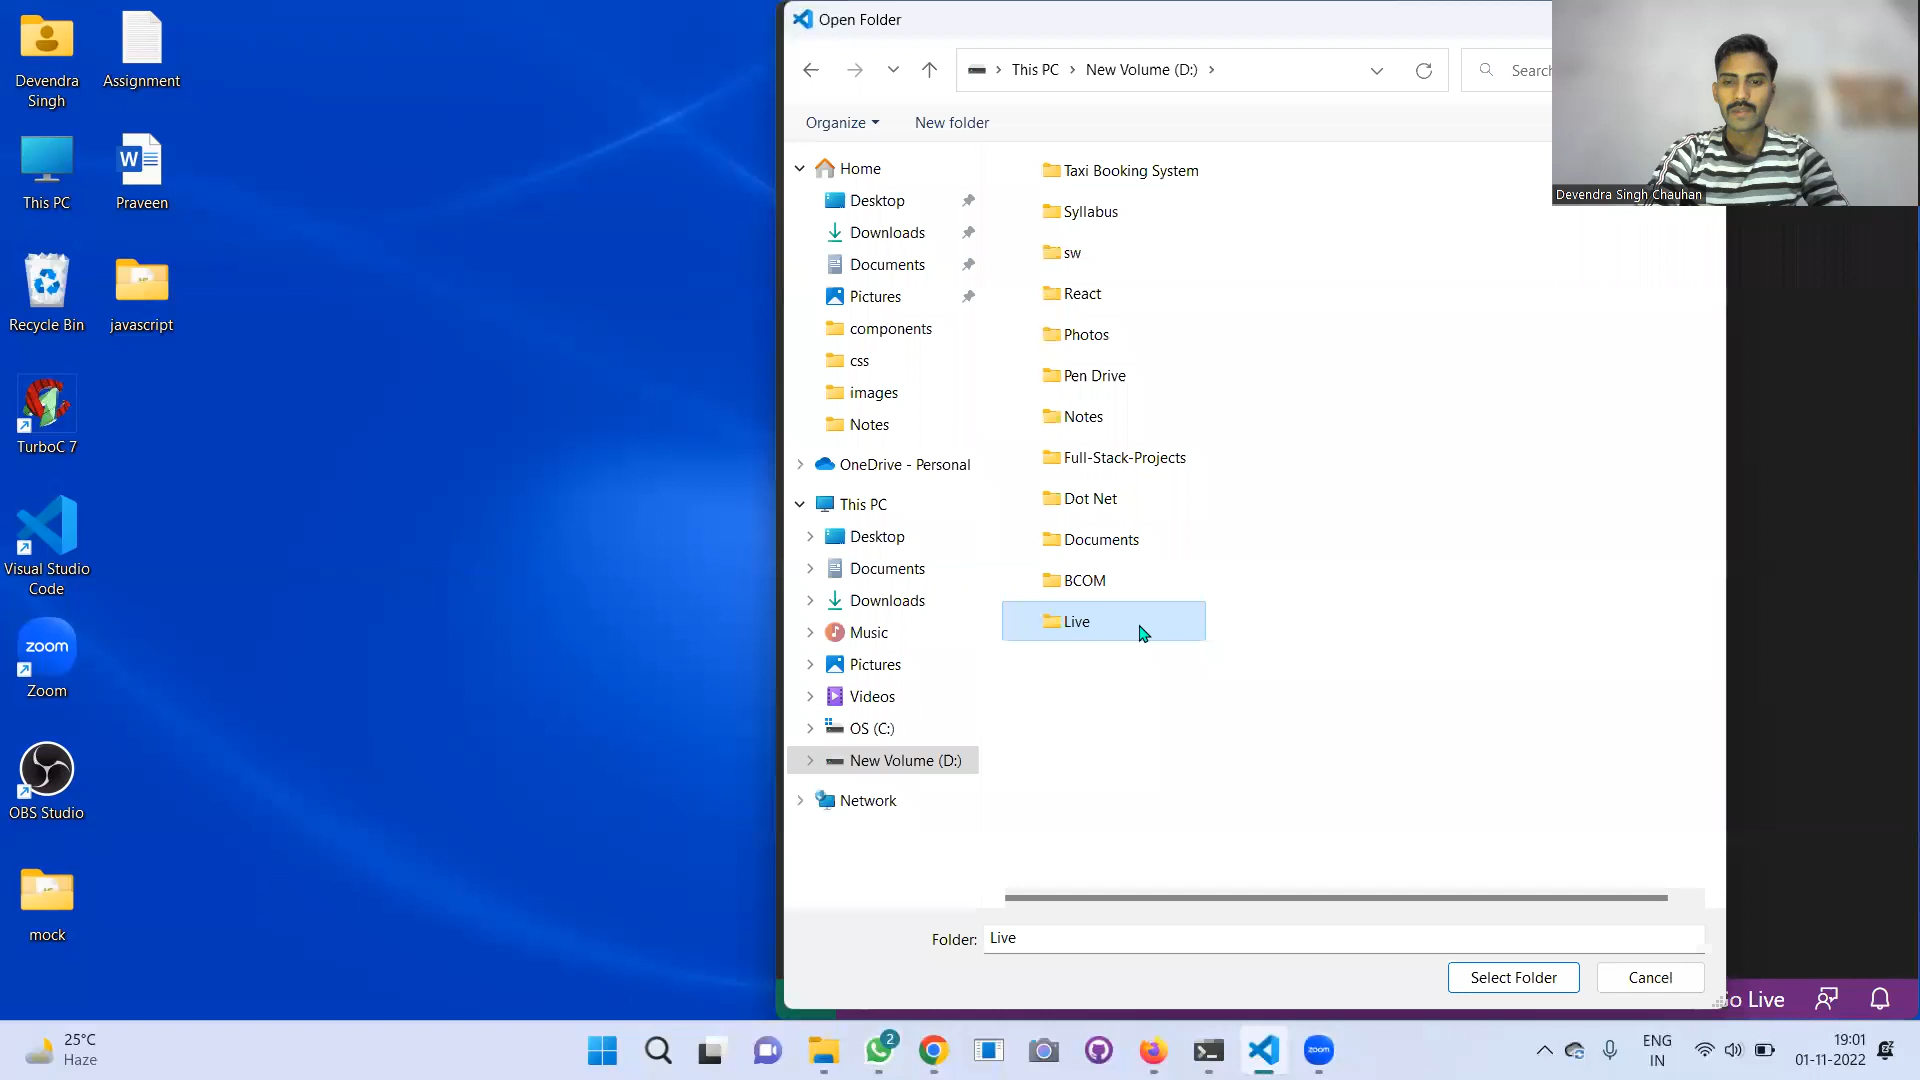 Devendra
Singh
Assignment
This PC
Praveen
Recycle Bin
javascript
TurboC 7
Visual Studio
Code
zoom
Zoom
OBS Studio
mock
Open Folder
This PC
New Volume (D:)
Search
Organize
New folder
Home
Desktop
Downloads
Documents
Pictures
components
css
images
Notes
OneDrive - Personal
This PC
Desktop
Documents
Downloads
Music
Pictures
Videos
OS (C:)
New Volume (D:)
Network
Taxi Booking System
Syllabus
sw
React
Photos
Pen Drive
Notes
Full-Stack-Projects
Dot Net
Documents
BCOM
Live
Folder:
Live
Select Folder
Cancel
Devendra Singh Chauhan
o Live
25°C
Haze
2
zoom
ENG
IN
19:01
01-11-2022